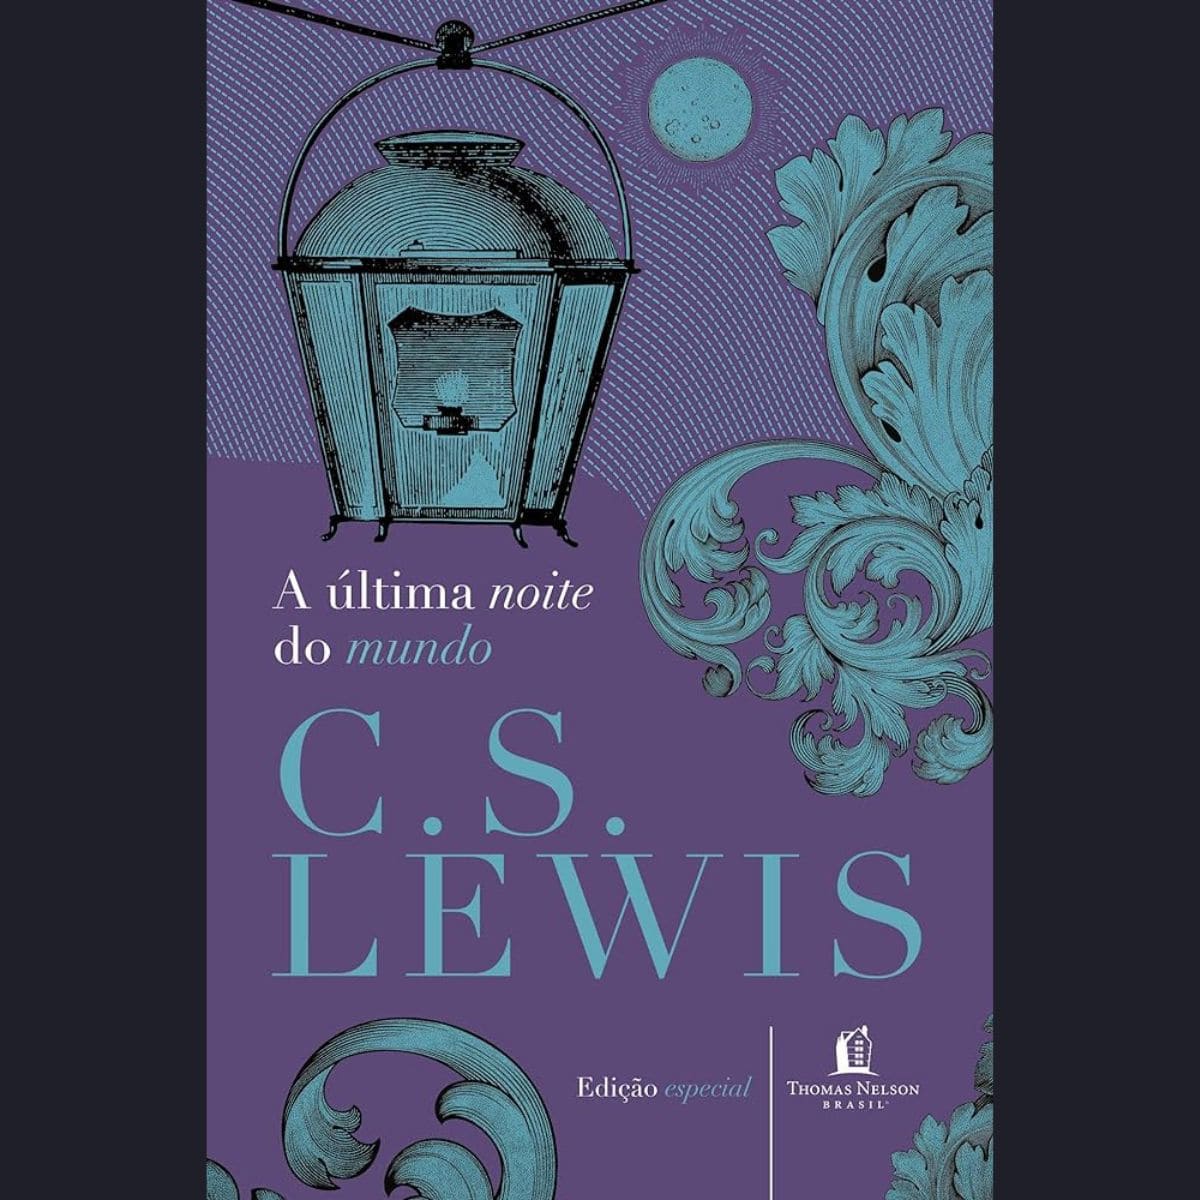 A última noite
do mundo
C.S.
LEWIS
Edição especial
THOMAS NELSON
BRASIL®